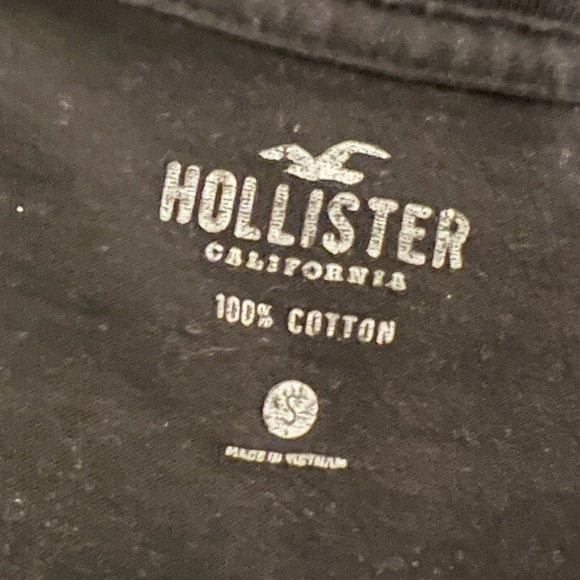 HOLLISTER
CALIFORNIA
100% COTTON
S
MADE IN VIETNAM